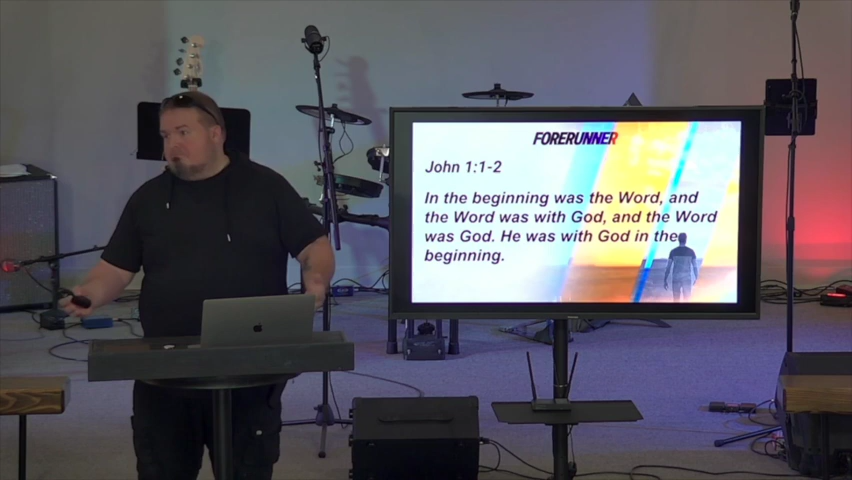 FORERUNNER
John 1:1-2
In the beginning was the Word, and
the Word was with God, and the Word
was God. He was with God in the
beginning.